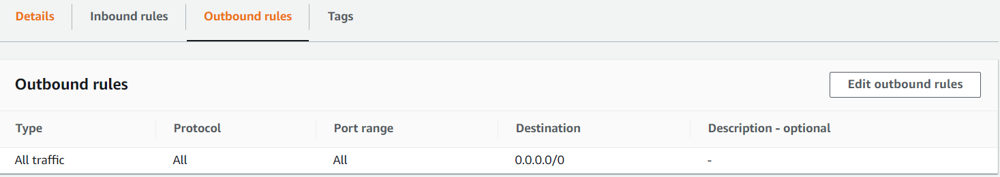 Details Inbound rules Outbound rules Tags
Outbound rules Edit outbound rules
Type Protocol Port range Destination Description - optional
All traffic All All 0.0.0.0/0 -